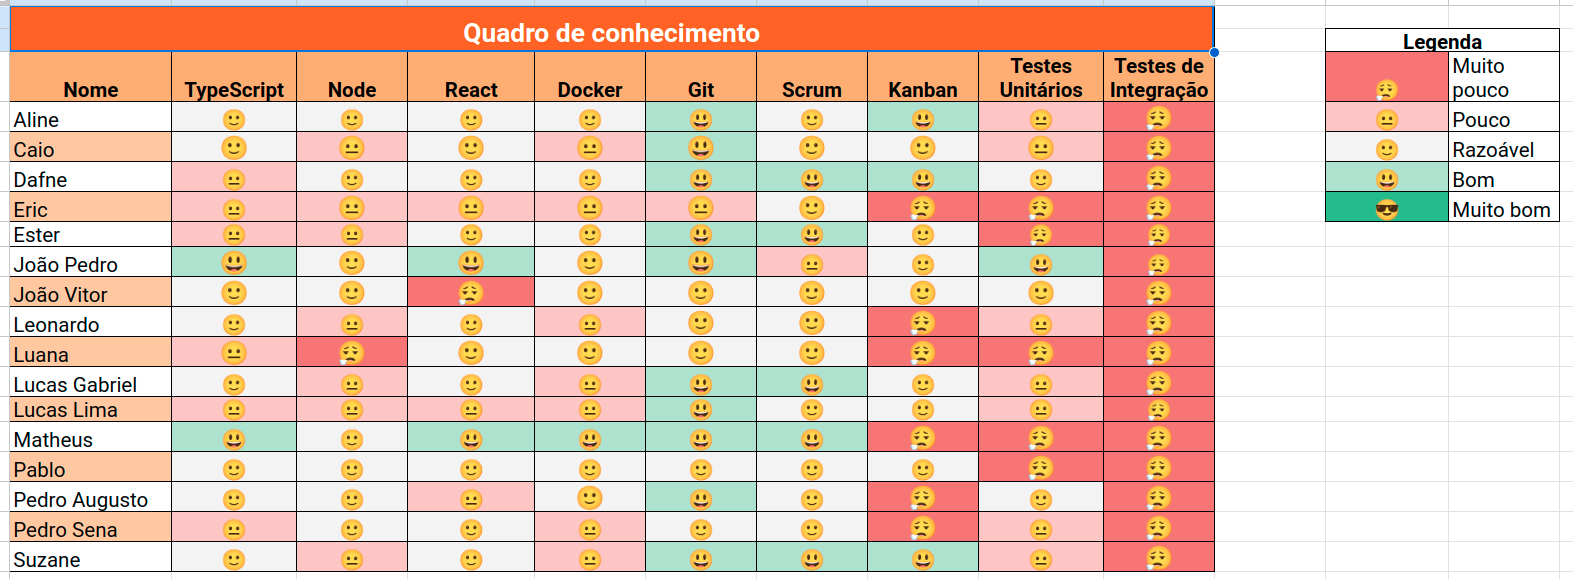 Quadro de conhecimento
Legenda
Nome TypeScript Node React Docker Git Scrum Kanban Testes Unitários Testes de Integração
Muito pouco
Aline
Pouco
Caio
Razoável
Dafne
Bom
Eric
Muito bom
Ester
João Pedro
João Vitor
Leonardo
Luana
Lucas Gabriel
Lucas Lima
Matheus
Pablo
Pedro Augusto
Pedro Sena
Suzane